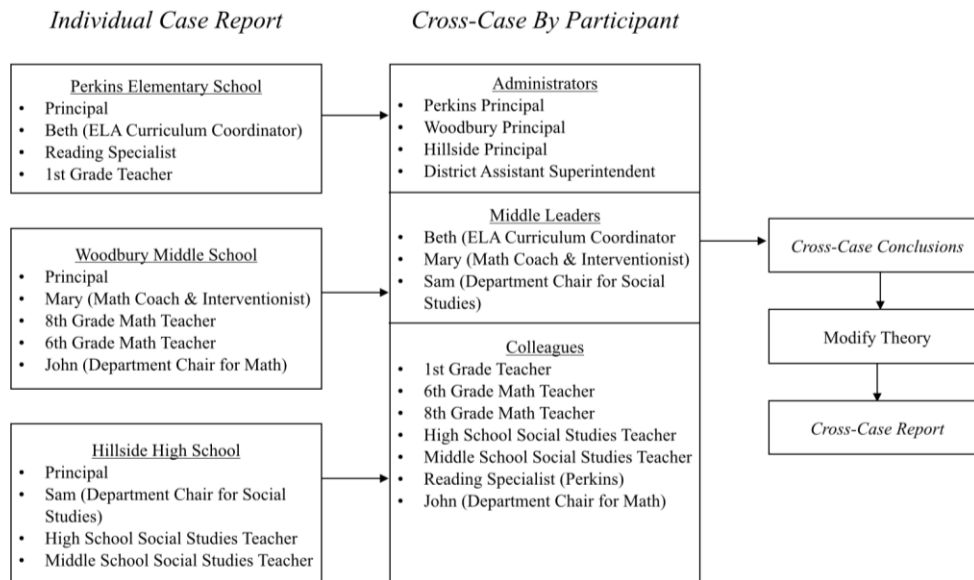 Individual Case Report
Cross-Case By Participant
Perkins Elementary School
• Principal
• Beth (ELA Curriculum Coordinator)
• Reading Specialist
• 1st Grade Teacher
Woodbury Middle School
• Principal
• Mary (Math Coach & Interventionist)
• 8th Grade Math Teacher
• 6th Grade Math Teacher
• John (Department Chair for Math)
Hillside High School
• Principal
• Sam (Department Chair for Social
Studies)
• High School Social Studies Teacher
• Middle School Social Studies Teacher
Administrators
• Perkins Principal
• Woodbury Principal
• Hillside Principal
• District Assistant Superintendent
Middle Leaders
• Beth (ELA Curriculum Coordinator
• Mary (Math Coach & Interventionist)
• Sam (Department Chair for Social
Studies)
Colleagues
• 1st Grade Teacher
• 6th Grade Math Teacher
• 8th Grade Math Teacher
• High School Social Studies Teacher
• Middle School Social Studies Teacher
• Reading Specialist (Perkins)
• John (Department Chair for Math)
Cross-Case Conclusions
Modify Theory
Cross-Case Report